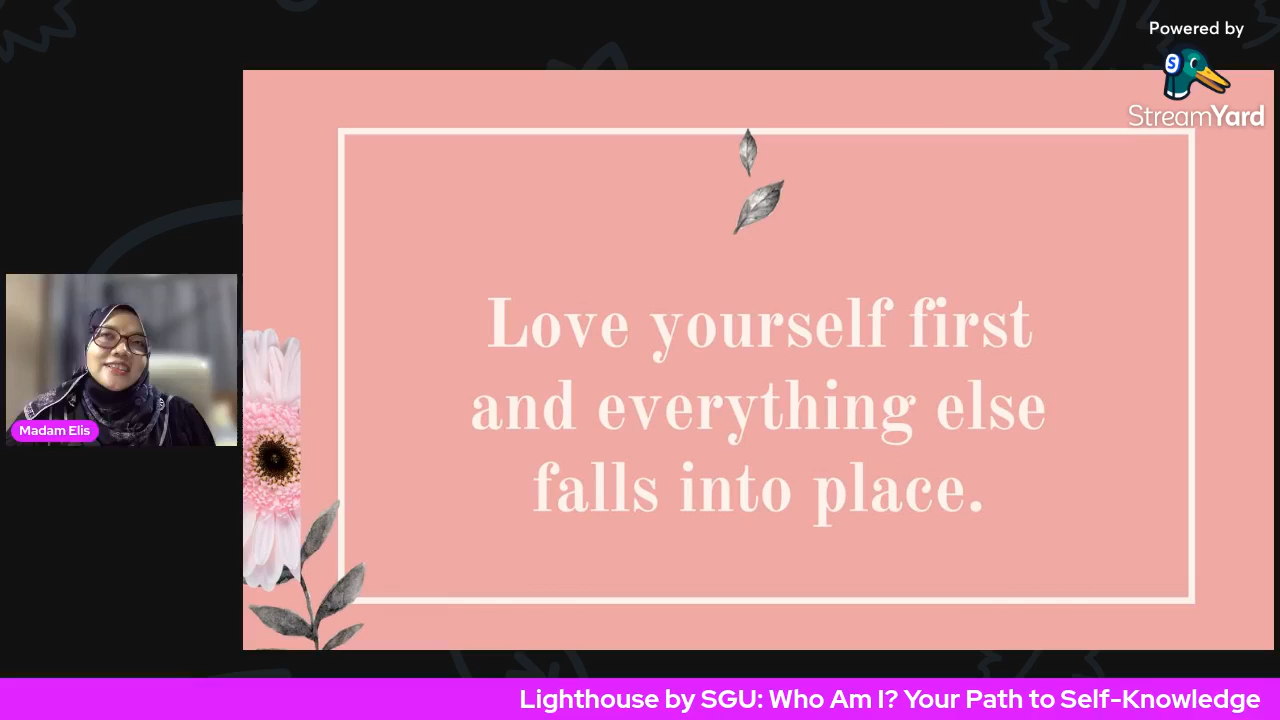 Powered by
S
StreamYard
Love yourself first
and everything else
falls into place.
Madam Elis
Lighthouse by SGU: Who Am I? Your Path to Self-Knowledge